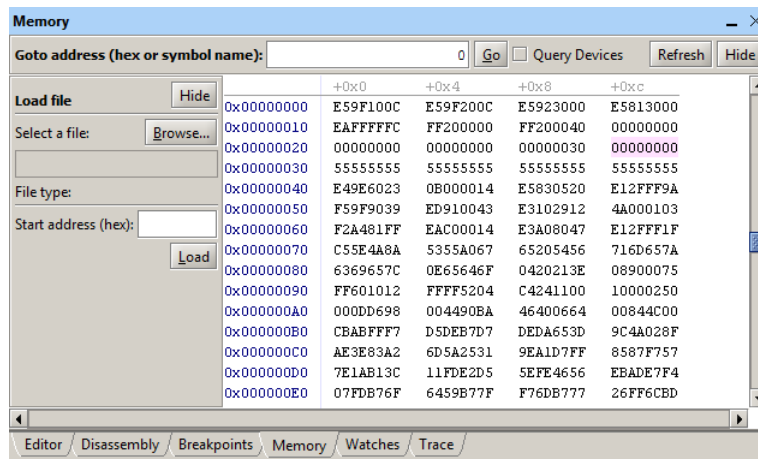 Memory
Goto address (hex or symbol name): 0 Go Query Devices Refresh Hide
Load file Hide
Select a file: Browse...
File type:
Start address (hex):
Load
+0x0 +0x4 +0x8 +0xc
0x00000000 E59F100C E59F200C E5923000 E5813000
0x00000010 EAFFFFFC FF200000 FF200040 00000000
0x00000020 00000000 00000000 00000030 00000000
0x00000030 55555555 55555555 55555555 55555555
0x00000040 E49E6023 0B000014 E5830520 E12FFF9A
0x00000050 F59F9039 ED910043 E3102912 4A000103
0x00000060 F2A481FF EAC00014 E3A08047 E12FFF1F
0x00000070 C55E4A8A 5355A067 65205456 716D657A
0x00000080 6369657C 0E65646F 0420213E 08900075
0x00000090 FF601012 FFFF5204 C4241100 10000250
0x000000A0 000DD698 004490BA 46400664 00844C00
0x000000B0 CBABFFF7 D5DEB7D7 DEDA653D 9C4A028F
0x000000C0 AE3E83A2 6D5A2531 9EA1D7FF 8587F757
0x000000D0 7E1AB13C 11FDE2D5 5EFE4656 EBADE7F4
0x000000E0 07FDB76F 6459B77F F76DB777 26FF6CBD
Editor Disassembly Breakpoints Memory Watches Trace